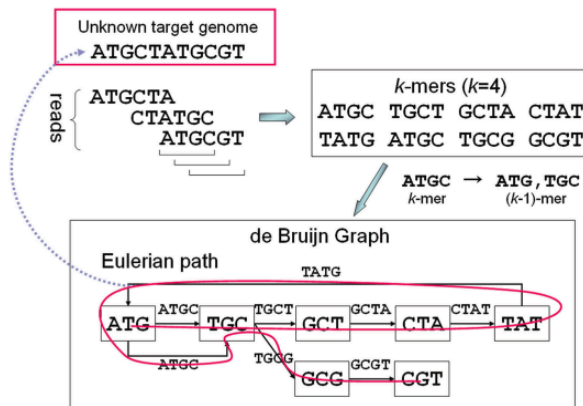 Unknown target genome
ATGCTATGCGT
reads
ATGCTA
CTATGC
ATGCGT
k-mers (k=4)
ATGC TGCT GCTA CTAT
TATG ATGC TGCG GCGT
ATGC → ATG,TGC
k-mer (k-1)-mer
de Bruijn Graph
Eulerian path
TATG
ATGC TGCT GCTA CTAT
ATG TGC GCT CTA TAT
ATGC TGCG GCGT
GCG CGT